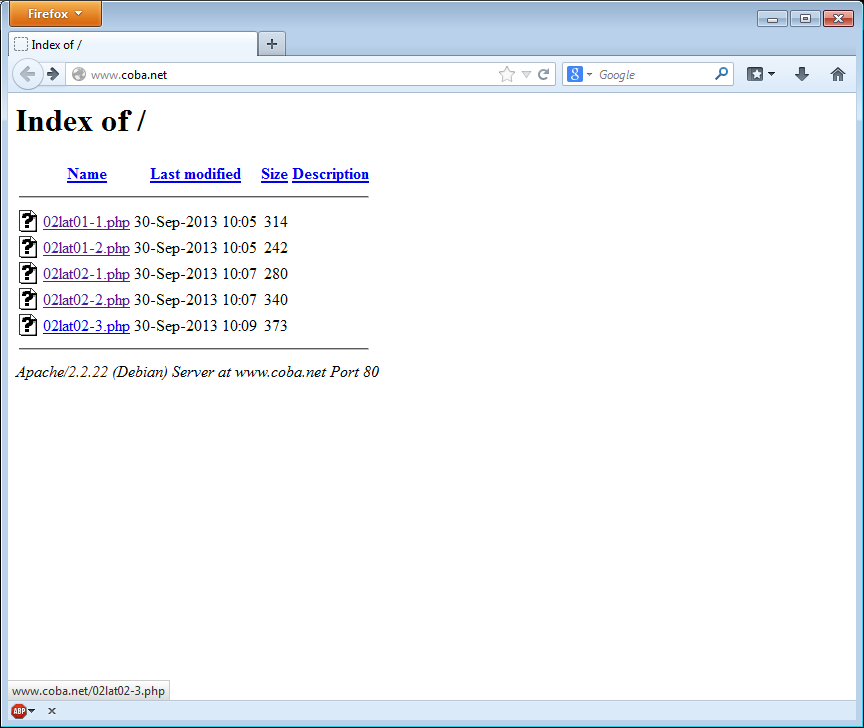 Firefox
Index of /
www.coba.net
Google
Index of /
Name Last modified Size Description
02lat01-1.php 30-Sep-2013 10:05 314
02lat01-2.php 30-Sep-2013 10:05 242
02lat02-1.php 30-Sep-2013 10:07 280
02lat02-2.php 30-Sep-2013 10:07 340
02lat02-3.php 30-Sep-2013 10:09 373
Apache/2.2.22 (Debian) Server at www.coba.net Port 80
www.coba.net/02lat02-3.php
ABP